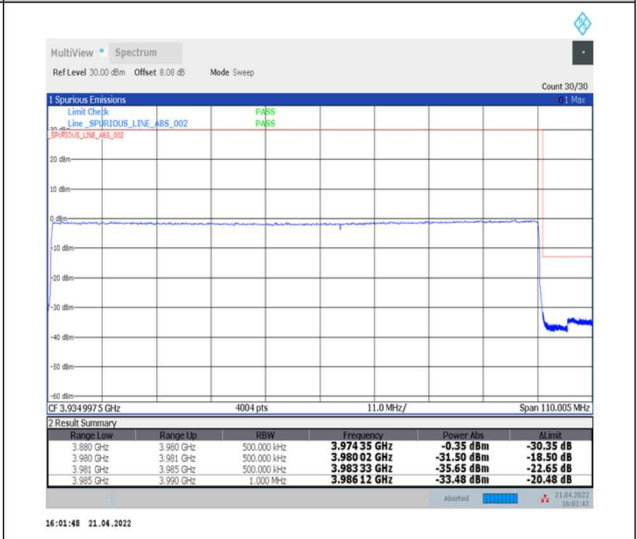 MultiView Spectrum
Ref Level 30.00 dBm Offset 8.08 dB Mode Sweep
Count 30/30
1 Spurious Emissions 1 Max
Limit Check PASS
Line _SPURIOUS_LINE_ABS_002 PASS
30 dBm
_SPURIOUS_LINE_ABS_002
20 dBm
10 dBm
0 dBm
-10 dBm
-20 dBm
-30 dBm
-40 dBm
-50 dBm
-60 dBm
CF 3.9349975 GHz 4004 pts 11.0 MHz/ Span 110.005 MHz
2 Result Summary
Range Low Range Up RBW Frequency Power Abs ΔLimit
3.880 GHz 3.980 GHz 500.000 kHz 3.974 35 GHz -0.35 dBm -30.35 dB
3.980 GHz 3.981 GHz 500.000 kHz 3.980 02 GHz -31.50 dBm -18.50 dB
3.981 GHz 3.985 GHz 500.000 kHz 3.983 33 GHz -35.65 dBm -22.65 dB
3.985 GHz 3.990 GHz 1.000 MHz 3.986 12 GHz -33.48 dBm -20.48 dB
Aborted 21.04.2022
16:01:47
16:01:48 21.04.2022